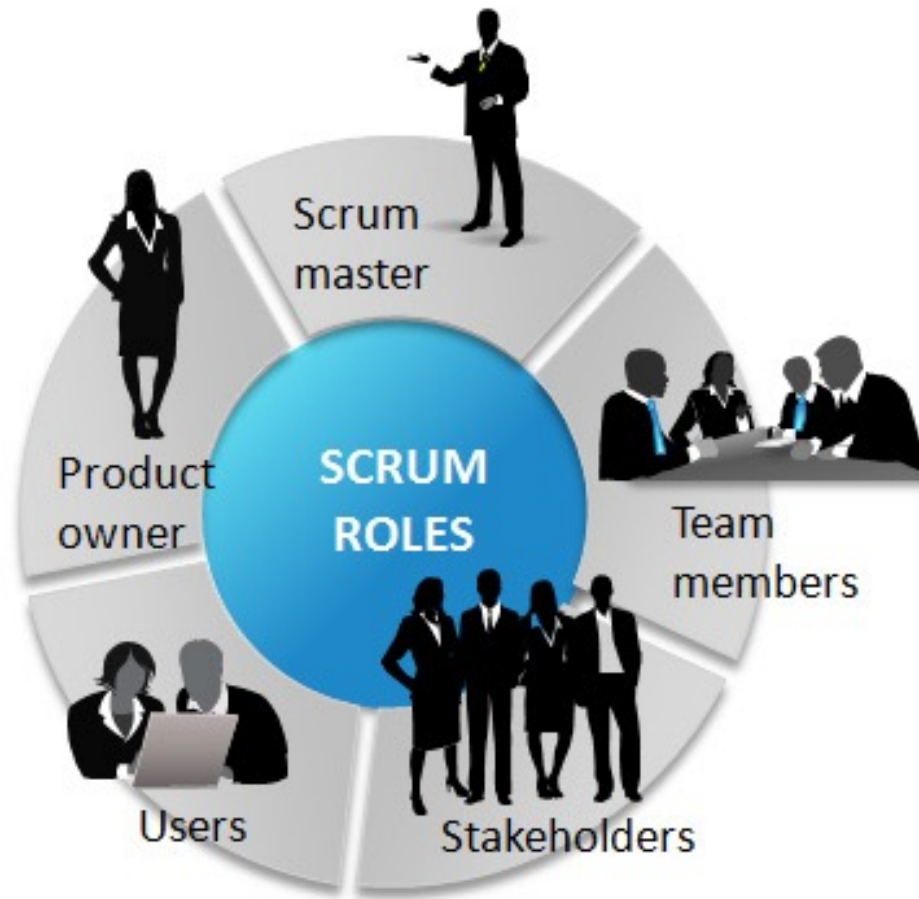 Scrum
master
Product
owner
SCRUM
ROLES
Team
members
Users
Stakeholders